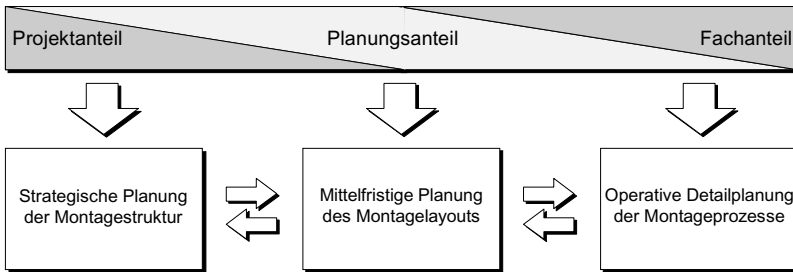 Projektanteil
Planungsanteil
Fachanteil
Strategische Planung
der Montagestruktur
Mittelfristige Planung
des Montagelayouts
Operative Detailplanung
der Montageprozesse